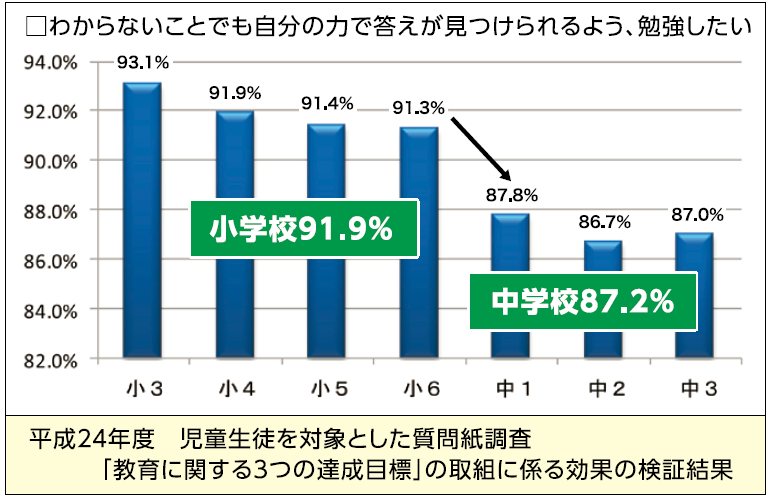 □わからないことでも自分の力で答えが見つけられるよう、勉強したい
94.0%
92.0%
90.0%
88.0%
86.0%
84.0%
82.0%
93.1%
91.9%
91.4%
91.3%
87.8%
86.7%
87.0%
小学校91.9%
中学校87.2%
小3 小4 小5 小6 中1 中2 中3
平成24年度 児童生徒を対象とした質問紙調査
「教育に関する3つの達成目標」の取組に係る効果の検証結果